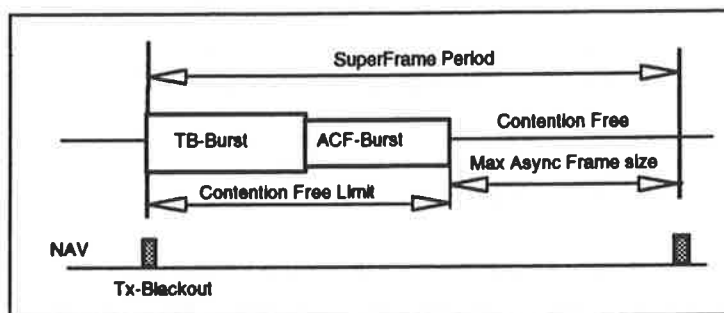 SuperFrame Period
TB-Burst
ACF-Burst
Contention Free
Max Async Frame size
Contention Free Limit
NAV
Tx-Blackout